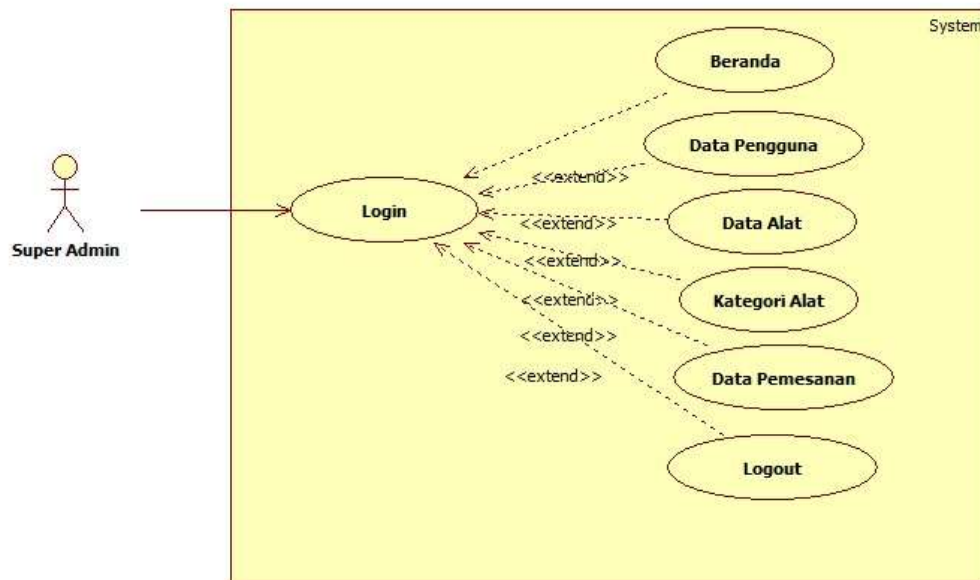 System
Beranda
Data Pengguna
<<extend>>
Login
Data Alat
<<extend>>
Super Admin
<<extend>>
Kategori Alat
<<extend>>
<<extend>>
Data Pemesanan
<<extend>>
Logout